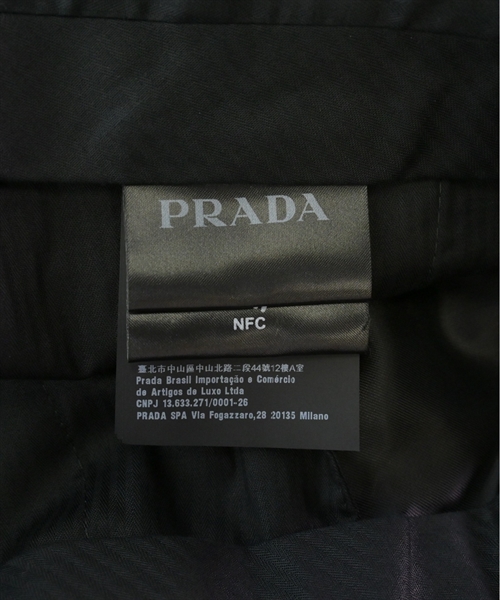 PRADA
NFC
臺北市中山區中山北路二段44號12樓A室
Prada Brasil Importação e Comércio
de Artigos de Luxo Ltda
CNPJ 13.633.271/0001-26
PRADA SPA Via Fogazzaro,28 20135 Milano